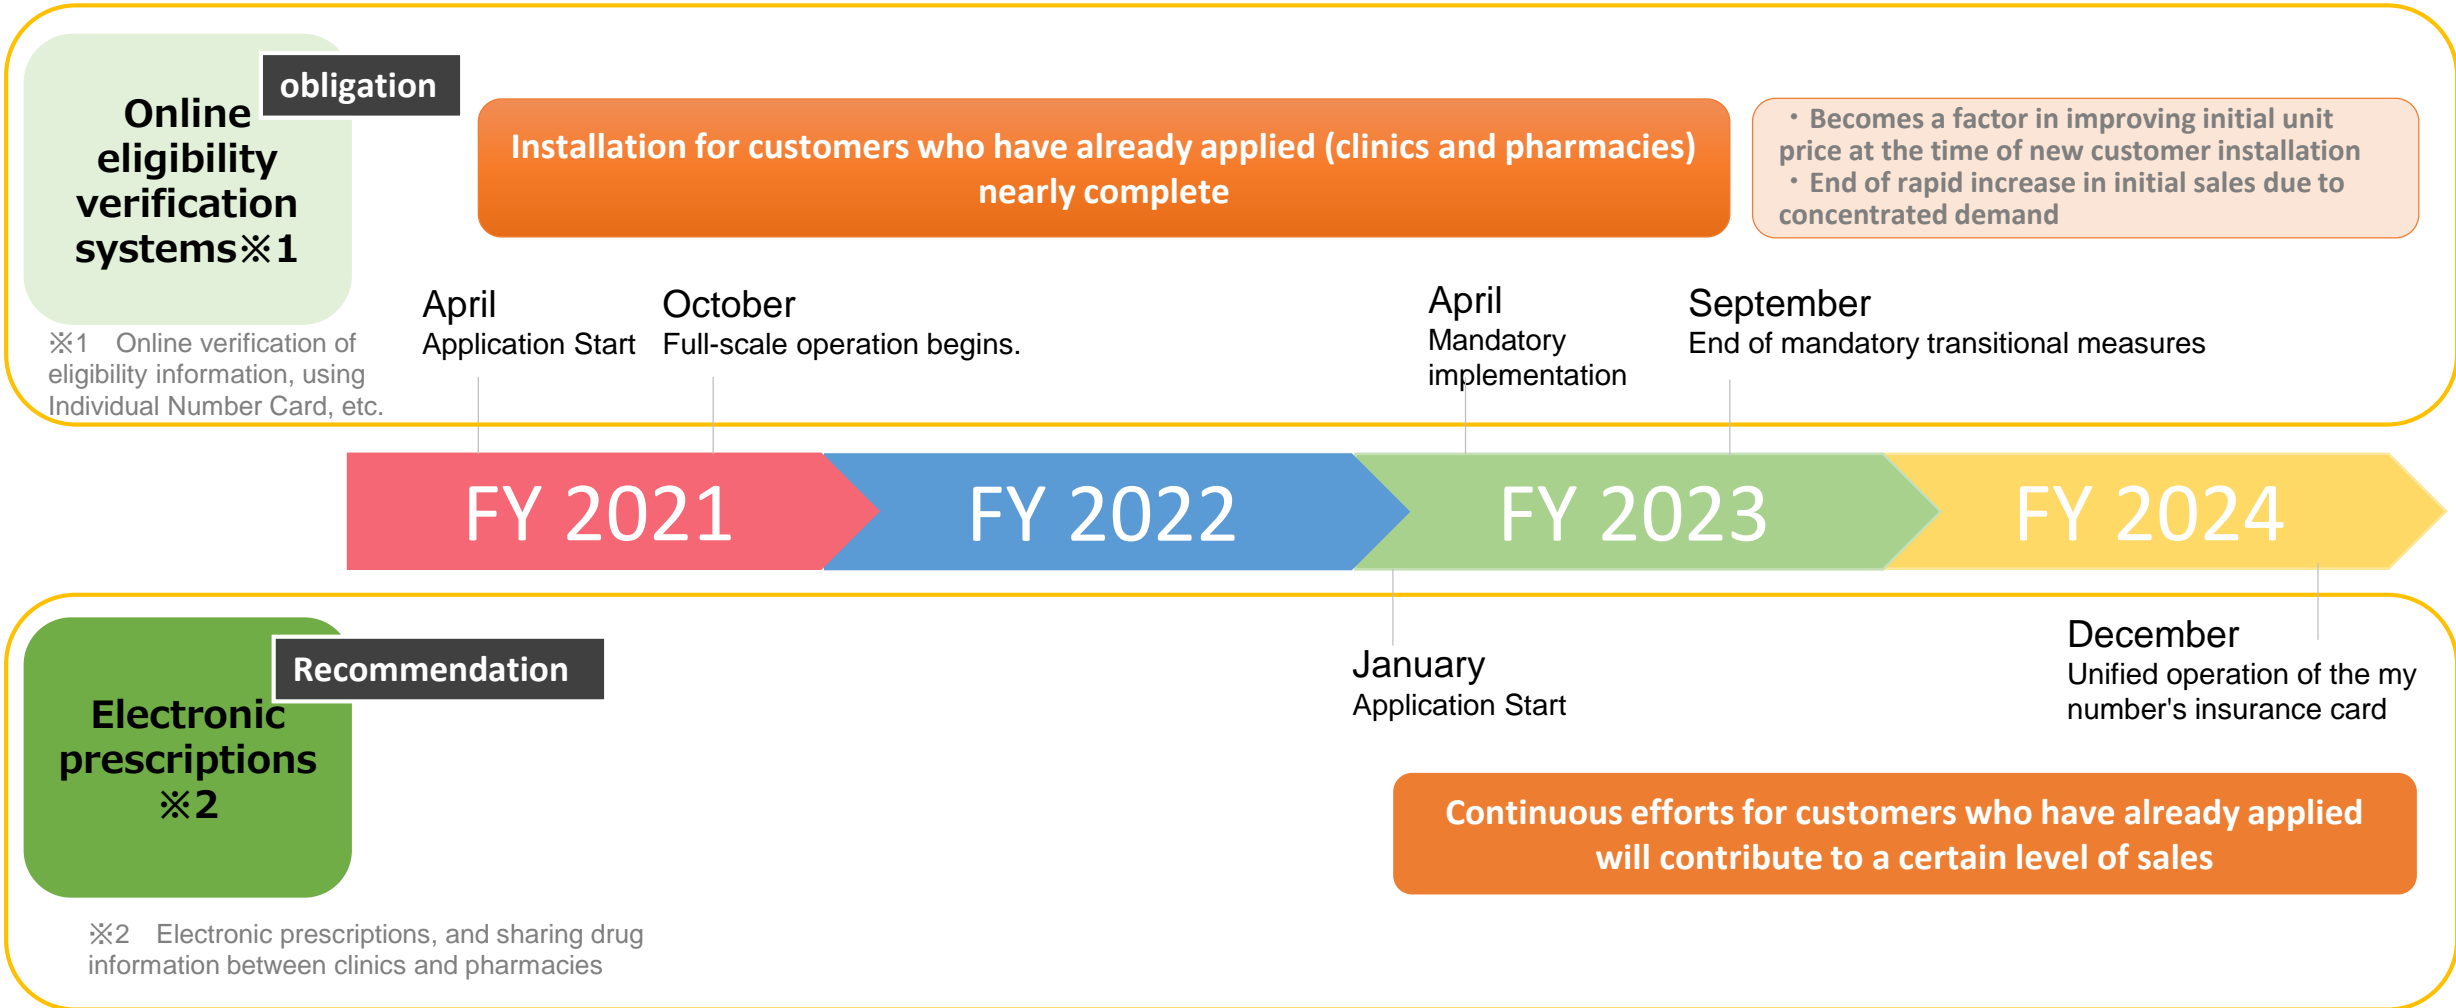 obligation
Online
eligibility
verification
systems※1
Installation for customers who have already applied (clinics and pharmacies)
nearly complete
・Becomes a factor in improving initial unit
price at the time of new customer installation
・End of rapid increase in initial sales due to
concentrated demand
※1 Online verification of
eligibility information, using
Individual Number Card, etc.
April
Application Start
October
Full-scale operation begins.
April
Mandatory
implementation
September
End of mandatory transitional measures
FY 2021
FY 2022
FY 2023
FY 2024
Recommendation
Electronic
prescriptions
※2
January
Application Start
December
Unified operation of the my
number's insurance card
Continuous efforts for customers who have already applied
will contribute to a certain level of sales
※2 Electronic prescriptions, and sharing drug
information between clinics and pharmacies